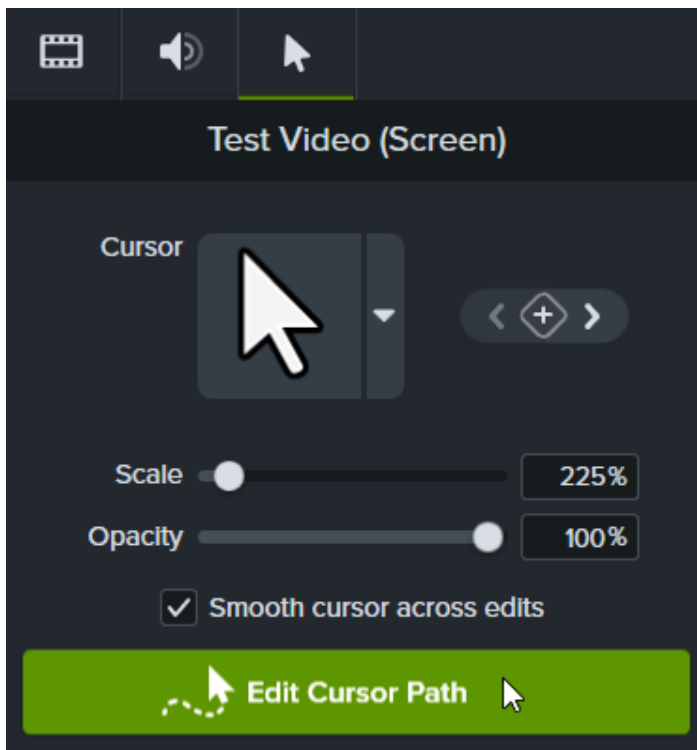 Test Video (Screen)
Cursor
Scale 225%
Opacity 100%
Smooth cursor across edits
Edit Cursor Path